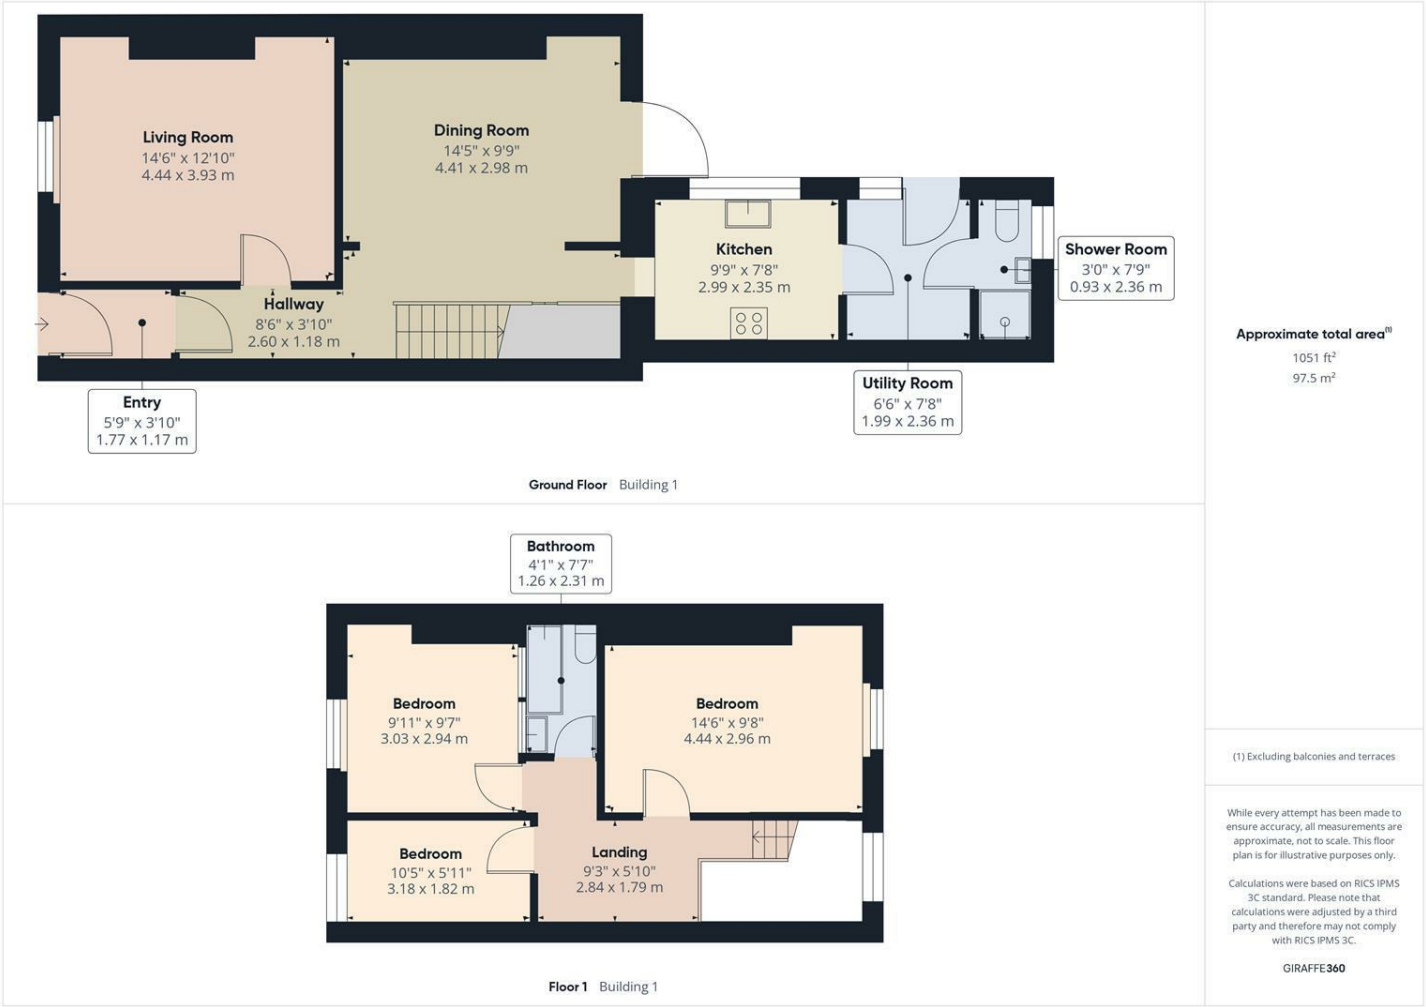 Living Room
14'6" x 12'10"
4.44 x 3.93 m
Dining Room
14'5" x 9'9"
4.41 x 2.98 m
Kitchen
9'9" x 7'8"
2.99 x 2.35 m
Shower Room
3'0" x 7'9"
0.93 x 2.36 m
Hallway
8'6" x 3'10"
2.60 x 1.18 m
Entry
5'9" x 3'10"
1.77 x 1.17 m
Utility Room
6'6" x 7'8"
1.99 x 2.36 m
Ground Floor Building 1
Bathroom
4'1" x 7'7"
1.26 x 2.31 m
Bedroom
9'11" x 9'7"
3.03 x 2.94 m
Bedroom
14'6" x 9'8"
4.44 x 2.96 m
Bedroom
10'5" x 5'11"
3.18 x 1.82 m
Landing
9'3" x 5'10"
2.84 x 1.79 m
Floor 1 Building 1
Approximate total area⁽¹⁾
1051 ft²
97.5 m²
(1) Excluding balconies and terraces
While every attempt has been made to
ensure accuracy, all measurements are
approximate, not to scale. This floor
plan is for illustrative purposes only.
Calculations were based on RICS IPMS
3C standard. Please note that
calculations were adjusted by a third
party and therefore may not comply
with RICS IPMS 3C.
GIRAFFE360